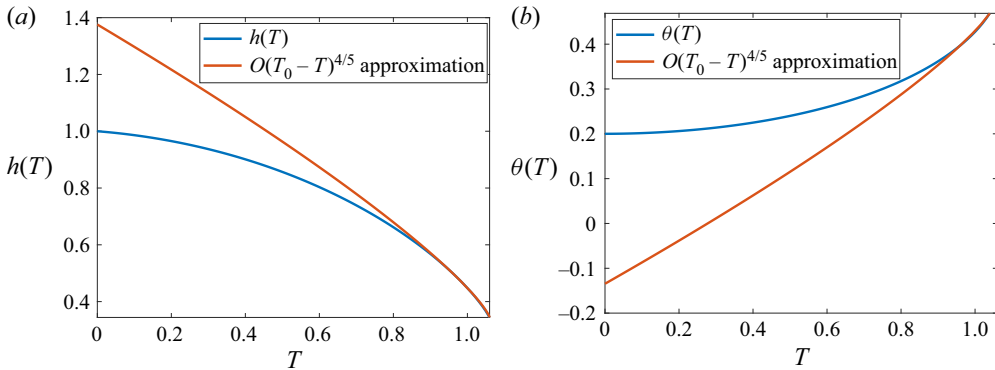 (a)
1.4
1.2
1.0
0.8
0.6
0.4
h(T)
h(T)
O(T₀ – T)⁴/⁵ approximation
0 0.2 0.4 0.6 0.8 1.0
T
(b)
0.4
0.3
0.2
0.1
0
–0.1
–0.2
θ(T)
θ(T)
O(T₀ – T)⁴/⁵ approximation
0 0.2 0.4 0.6 0.8 1.0
T